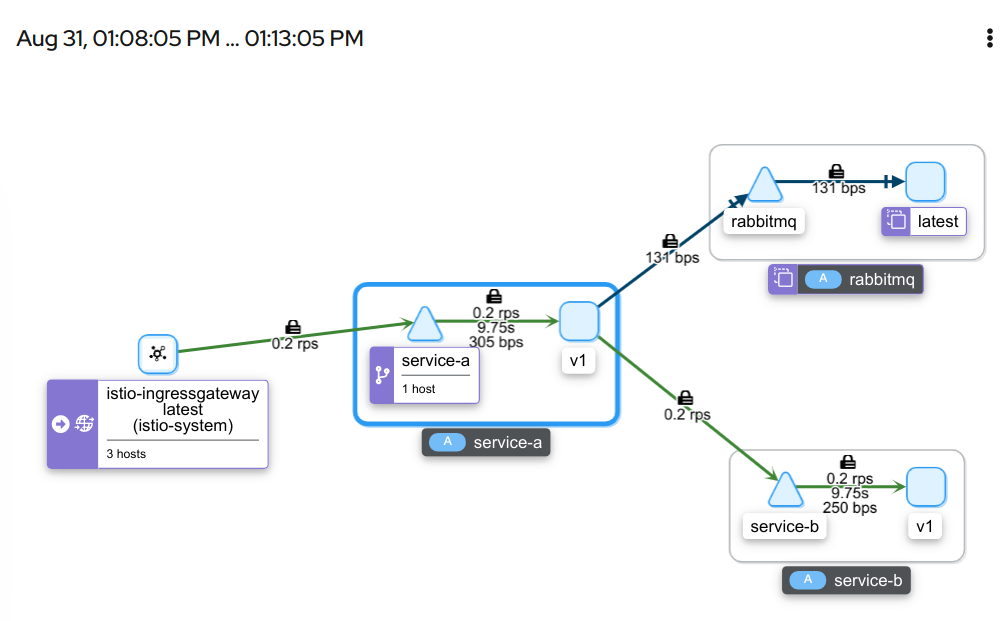 Aug 31, 01:08:05 PM ... 01:13:05 PM
131 bps
rabbitmq
latest
A rabbitmq
131 bps
0.2 rps
9.75s
305 bps
0.2 rps
service-a
1 host
v1
A service-a
istio-ingressgateway
latest
(istio-system)
3 hosts
0.2 rps
0.2 rps
9.75s
250 bps
service-b
v1
A service-b